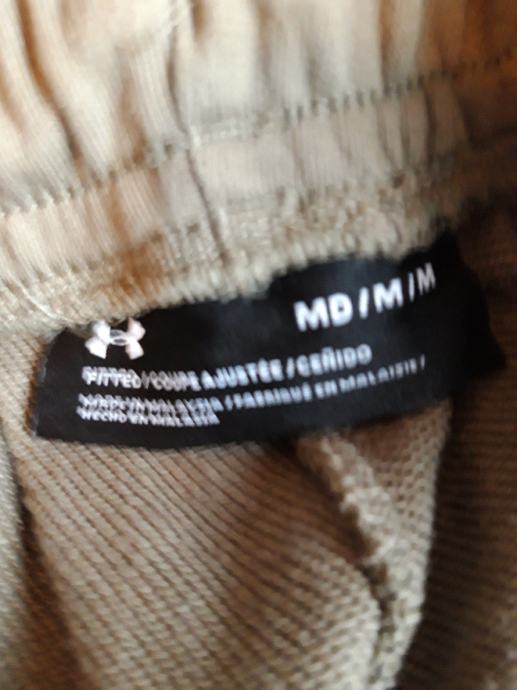 MD / M / M
FITTED / COUPE AJUSTÉE / CEÑIDO
MADE IN MALAYSIA / FABRIQUÉ EN MALAISIE /
HECHO EN MALASIA